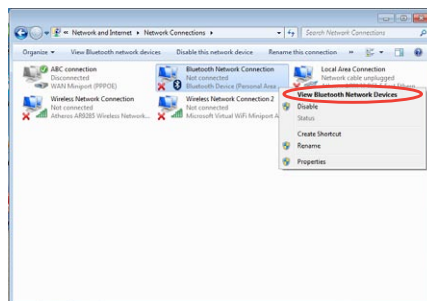 Network and Internet ▸ Network Connections ▸
Search Network Connections
Organize ▾ View Bluetooth network devices Disable this network device Rename this connection »
ABC connection
Disconnected
WAN Miniport (PPPOE)
Bluetooth Network Connection
Not connected
Bluetooth Device (Personal Area ...
Local Area Connection
Network cable unplugged
Wireless Network Connection
Not connected
Atheros AR9285 Wireless Network...
Wireless Network Connection 2
Not connected
Microsoft Virtual WiFi Miniport A
View Bluetooth Network Devices
Disable
Status
Create Shortcut
Rename
Properties